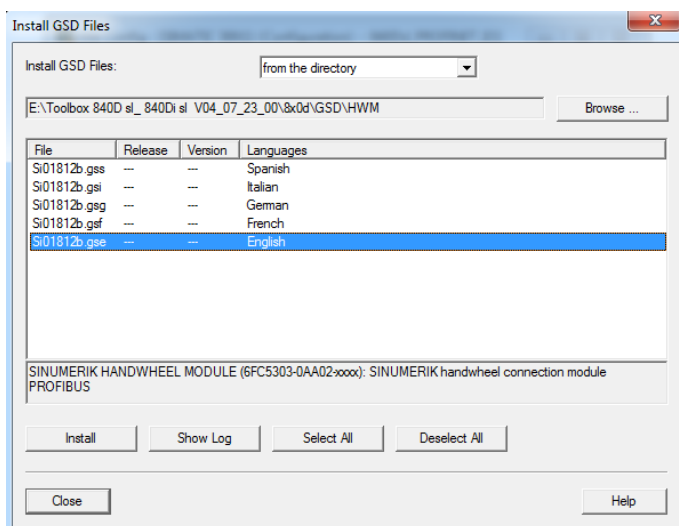 Install GSD Files
Install GSD Files: from the directory
E:\Toolbox 840D sl_ 840Di sl V04_07_23_00\8x0d\GSD\HWM Browse ...
File Release Version Languages
Si01812b.gss --- --- Spanish
Si01812b.gsi --- --- Italian
Si01812b.gsg --- --- German
Si01812b.gsf --- --- French
Si01812b.gse --- --- English
SINUMERIK HANDWHEEL MODULE (6FC5303-0AA02-xxxx): SINUMERIK handwheel connection module
PROFIBUS
Install Show Log Select All Deselect All
Close Help